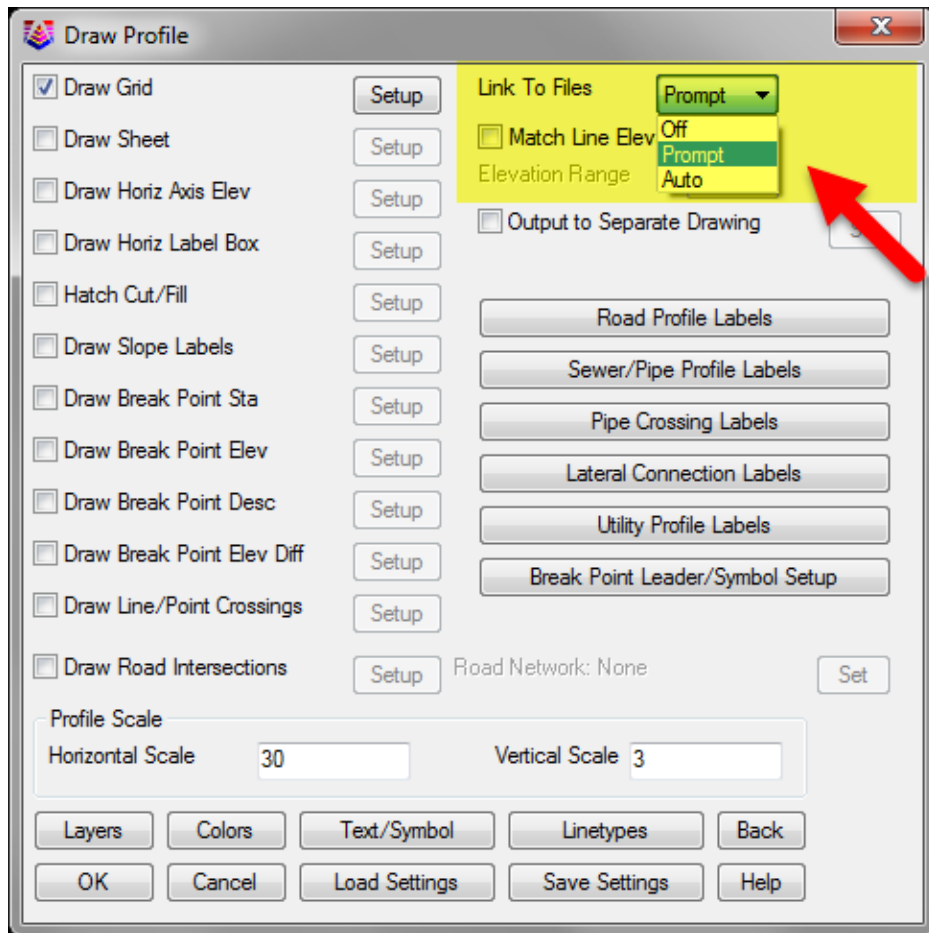 Draw Profile
Draw Grid
Setup
Link To Files
Prompt
Off
Prompt
Auto
Draw Sheet
Setup
Match Line Elev
Elevation Range
Draw Horiz Axis Elev
Setup
Output to Separate Drawing
Draw Horiz Label Box
Setup
Hatch Cut/Fill
Setup
Road Profile Labels
Draw Slope Labels
Setup
Sewer/Pipe Profile Labels
Draw Break Point Sta
Setup
Pipe Crossing Labels
Draw Break Point Elev
Setup
Lateral Connection Labels
Draw Break Point Desc
Setup
Utility Profile Labels
Draw Break Point Elev Diff
Setup
Break Point Leader/Symbol Setup
Draw Line/Point Crossings
Setup
Draw Road Intersections
Setup
Road Network: None
Set
Profile Scale
Horizontal Scale
30
Vertical Scale
3
Layers
Colors
Text/Symbol
Linetypes
Back
OK
Cancel
Load Settings
Save Settings
Help